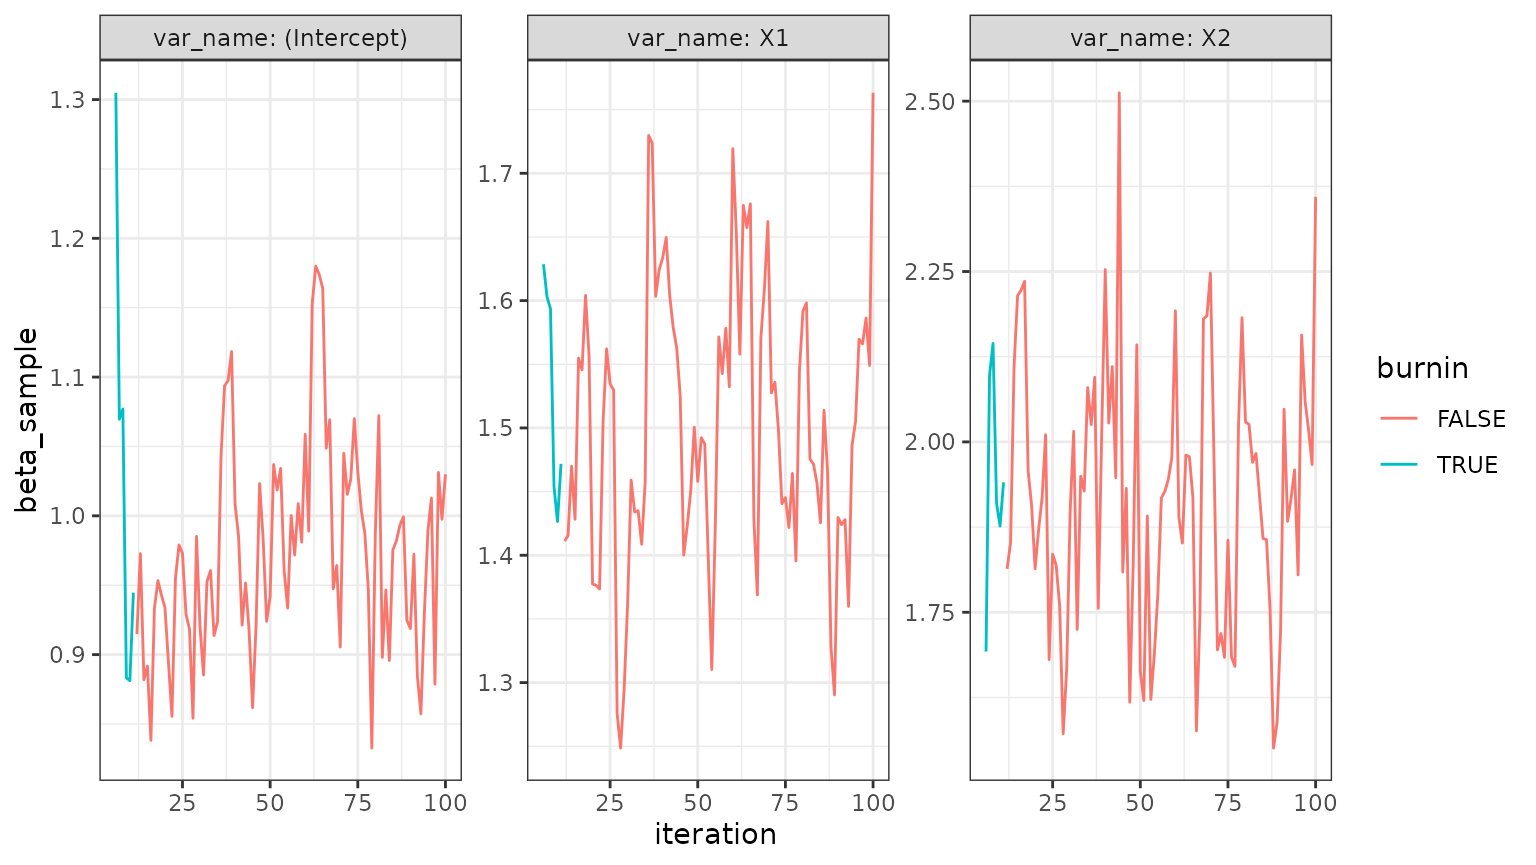 var_name: (Intercept)
var_name: X1
var_name: X2
beta_sample
1.3
1.2
1.1
1.0
0.9
1.7
1.6
1.5
1.4
1.3
2.50
2.25
2.00
1.75
25 50 75 100
25 50 75 100
25 50 75 100
iteration
burnin
FALSE
TRUE